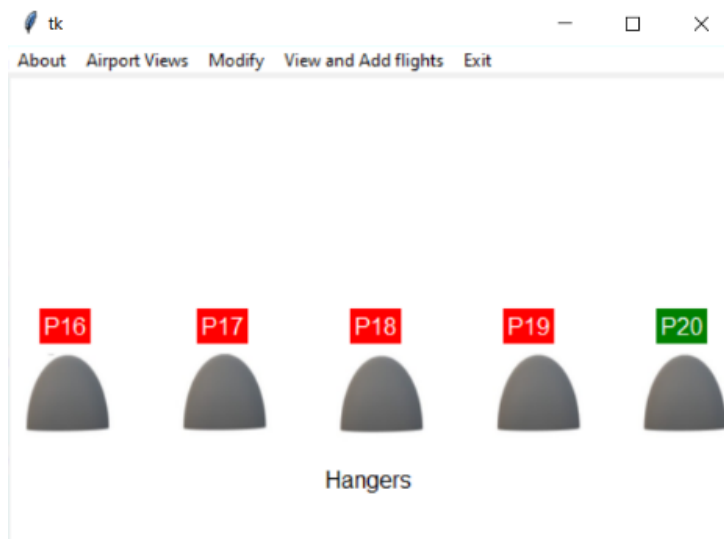 tk
About Airport Views Modify View and Add flights Exit
P16 P17 P18 P19 P20
Hangers